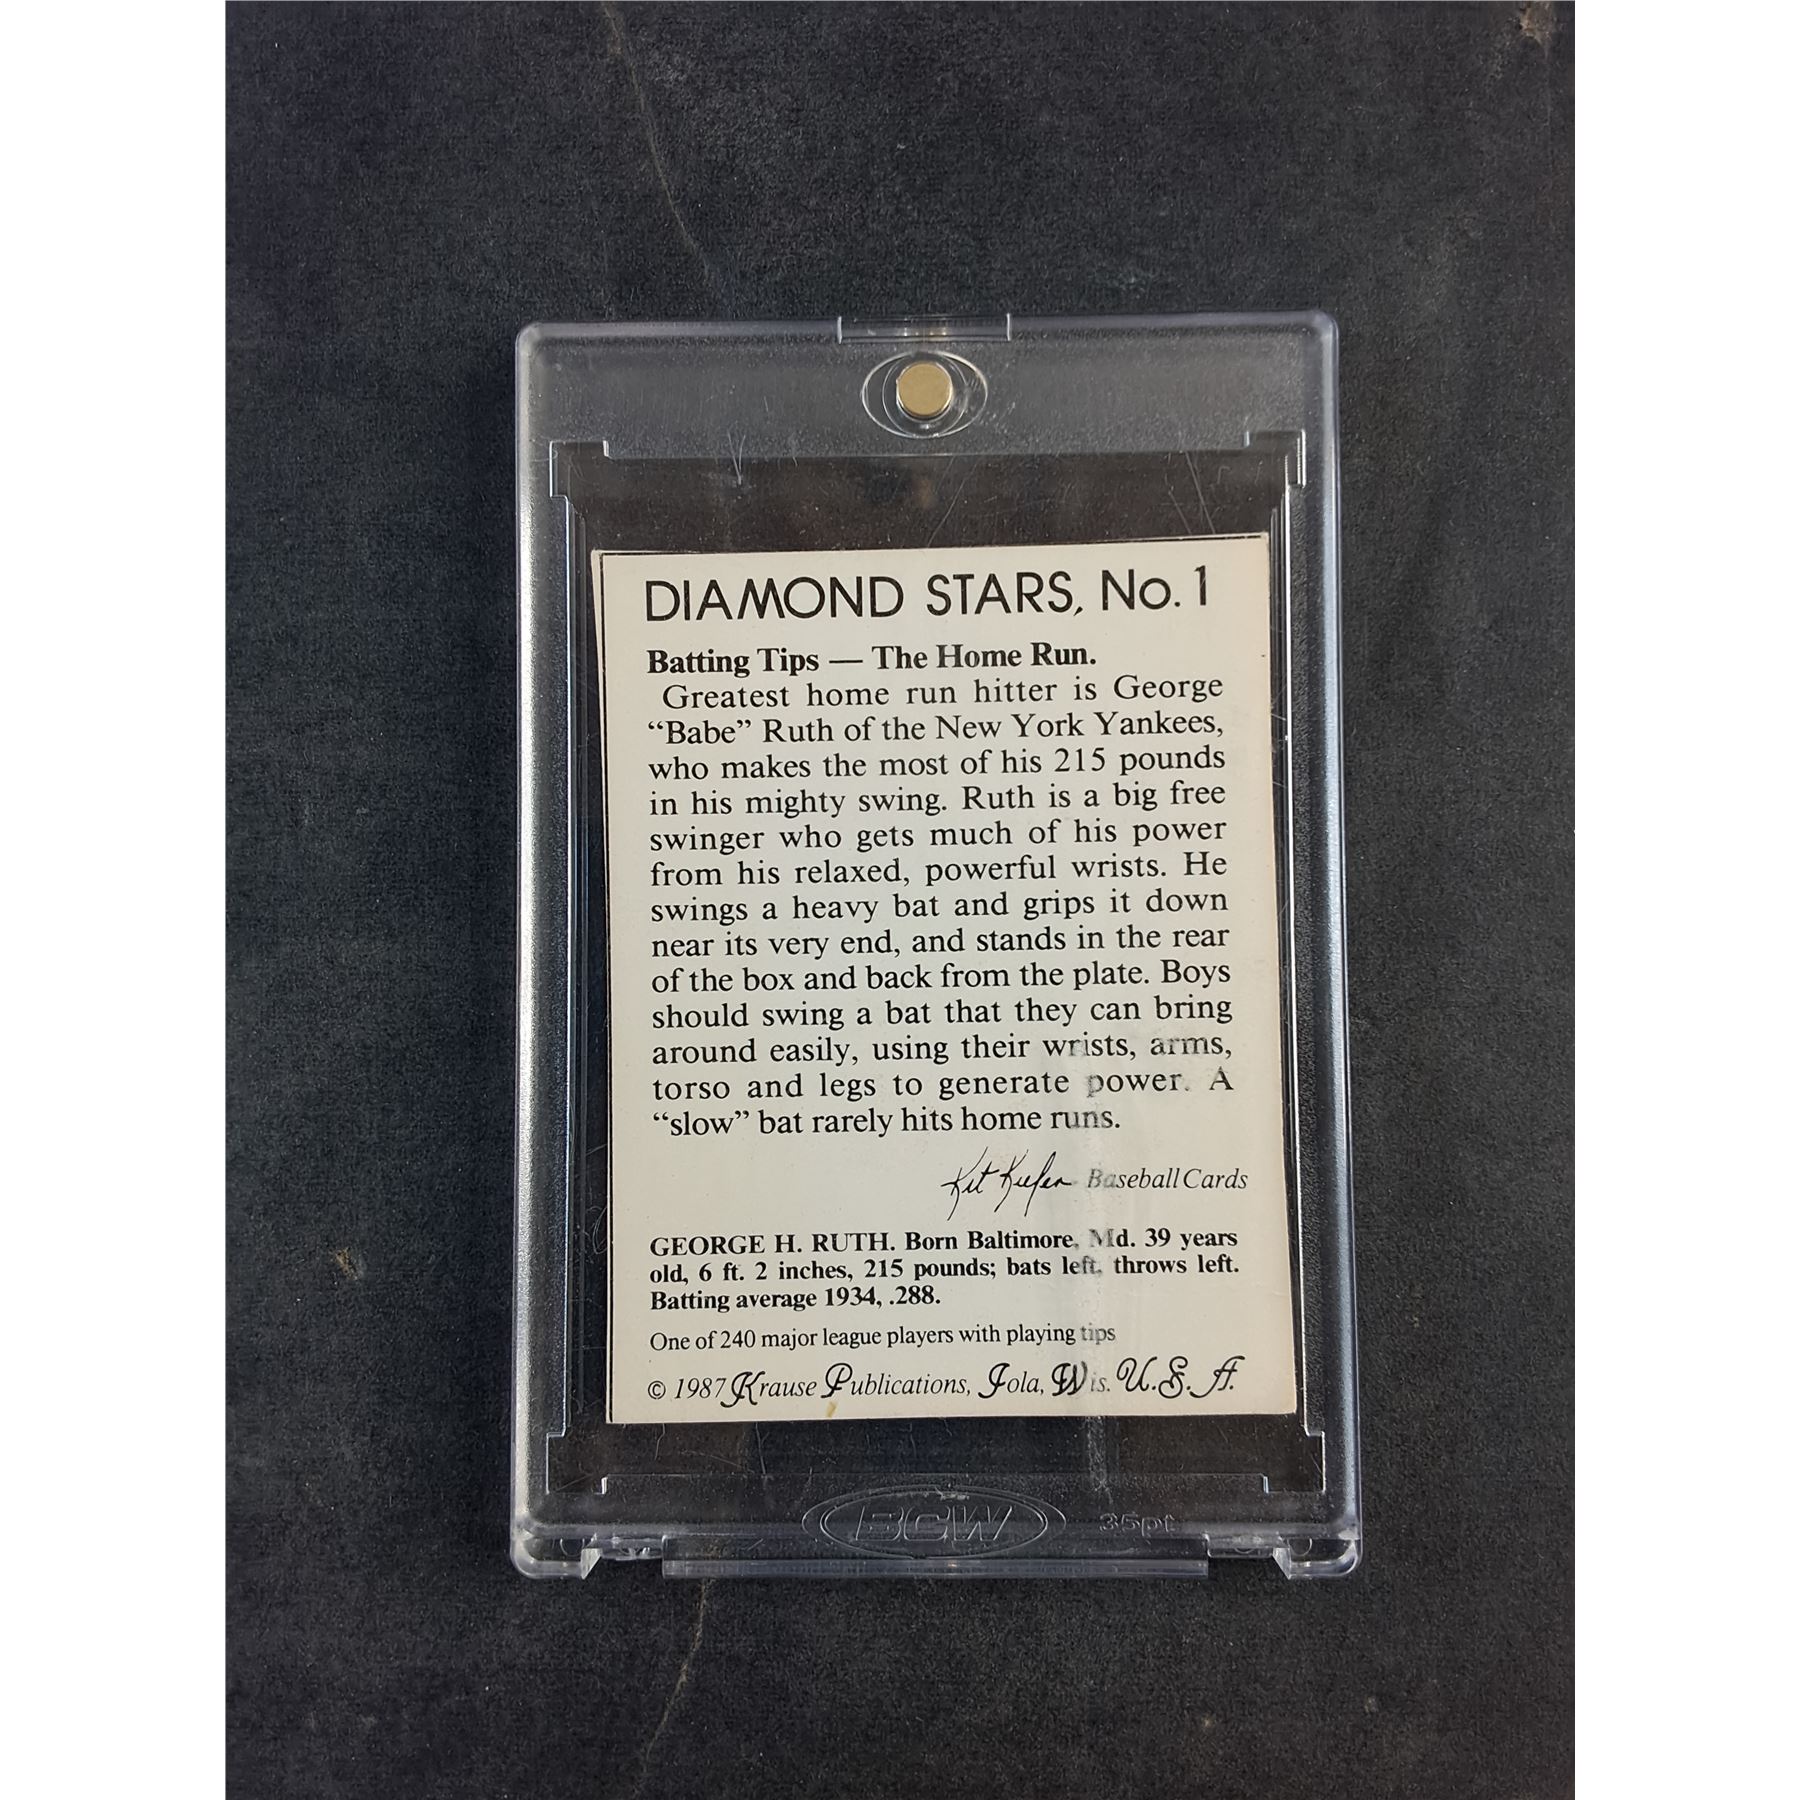 DIAMOND STARS, No. 1
Batting Tips — The Home Run.
Greatest home run hitter is George
“Babe” Ruth of the New York Yankees,
who makes the most of his 215 pounds
in his mighty swing. Ruth is a big free
swinger who gets much of his power
from his relaxed, powerful wrists. He
swings a heavy bat and grips it down
near its very end, and stands in the rear
of the box and back from the plate. Boys
should swing a bat that they can bring
around easily, using their wrists, arms,
torso and legs to generate power. A
“slow” bat rarely hits home runs.
Kit Kiefer Baseball Cards
GEORGE H. RUTH. Born Baltimore, Md. 39 years
old, 6 ft. 2 inches, 215 pounds; bats left, throws left.
Batting average 1934, .288.
One of 240 major league players with playing tips
© 1987 Krause Publications, Iola, Wis. U.S.A.
BCW 35pt